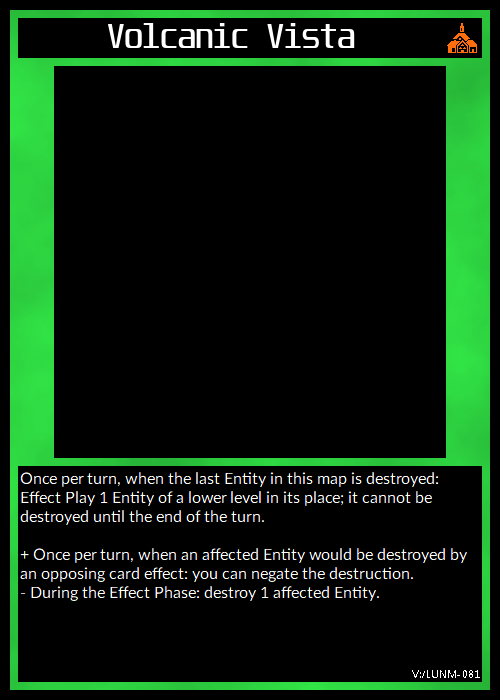 Volcanic Vista
Once per turn, when the last Entity in this map is destroyed:
Effect Play 1 Entity of a lower level in its place; it cannot be
destroyed until the end of the turn.
+ Once per turn, when an affected Entity would be destroyed by
an opposing card effect: you can negate the destruction.
- During the Effect Phase: destroy 1 affected Entity.
V:/LUNM-081